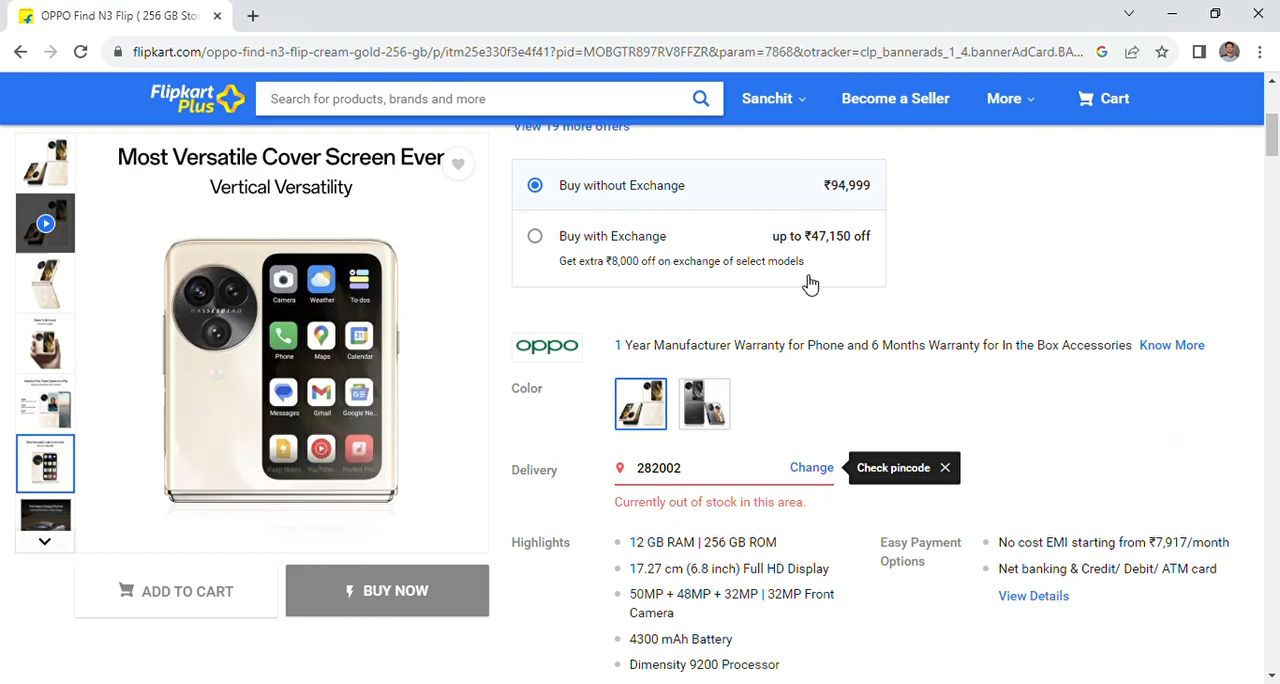 OPPO Find N3 Flip ( 256 GB Stor
flipkart.com/oppo-find-n3-flip-cream-gold-256-gb/p/itm25e330f3e4f41?pid=MOBGTR897RV8FFZR&param=7868&otracker=clp_bannerads_1_4.bannerAdCard.BA...
Flipkart
Plus
Search for products, brands and more
Sanchit
Become a Seller
More
Cart
View 19 more offers
Most Versatile Cover Screen Ever
Vertical Versatility
HASSELBLAD
Camera
Weather
To-dos
Phone
Maps
Calendar
Messages
Gmail
Google Ne...
Keep Notes
YouTube
ADD TO CART
BUY NOW
Buy without Exchange
₹94,999
Buy with Exchange
up to ₹47,150 off
Get extra ₹8,000 off on exchange of select models
oppo
1 Year Manufacturer Warranty for Phone and 6 Months Warranty for In the Box Accessories Know More
Color
Delivery
282002
Change
Check pincode
Currently out of stock in this area.
Highlights
12 GB RAM | 256 GB ROM
17.27 cm (6.8 inch) Full HD Display
50MP + 48MP + 32MP | 32MP Front
Camera
4300 mAh Battery
Dimensity 9200 Processor
Easy Payment
Options
No cost EMI starting from ₹7,917/month
Net banking & Credit/ Debit/ ATM card
View Details